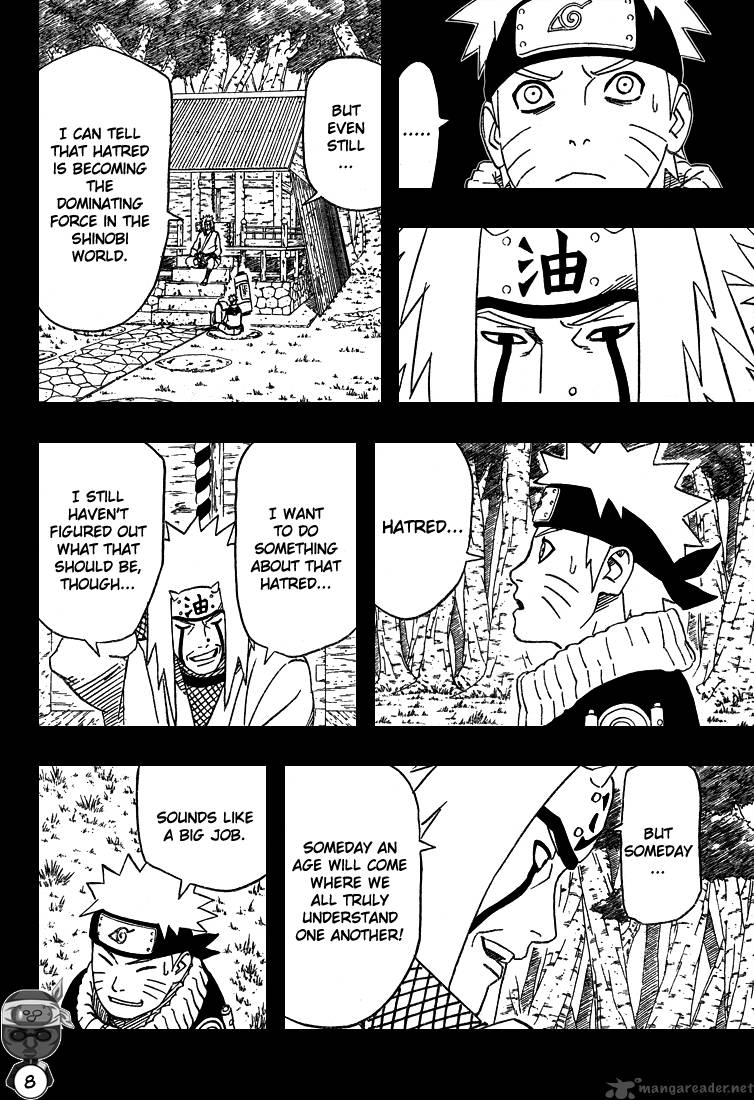 .....
油
BUT
EVEN
STILL
...
I CAN TELL
THAT HATRED
IS BECOMING
THE
DOMINATING
FORCE IN THE
SHINOBI
WORLD.
HATRED...
I WANT
TO DO
SOMETHING
ABOUT THAT
HATRED...
油
I STILL
HAVEN'T
FIGURED OUT
WHAT THAT
SHOULD BE,
THOUGH...
BUT
SOMEDAY
...
SOMEDAY AN
AGE WILL COME
WHERE WE
ALL TRULY
UNDERSTAND
ONE ANOTHER!
SOUNDS LIKE
A BIG JOB.
8
mangareader.net